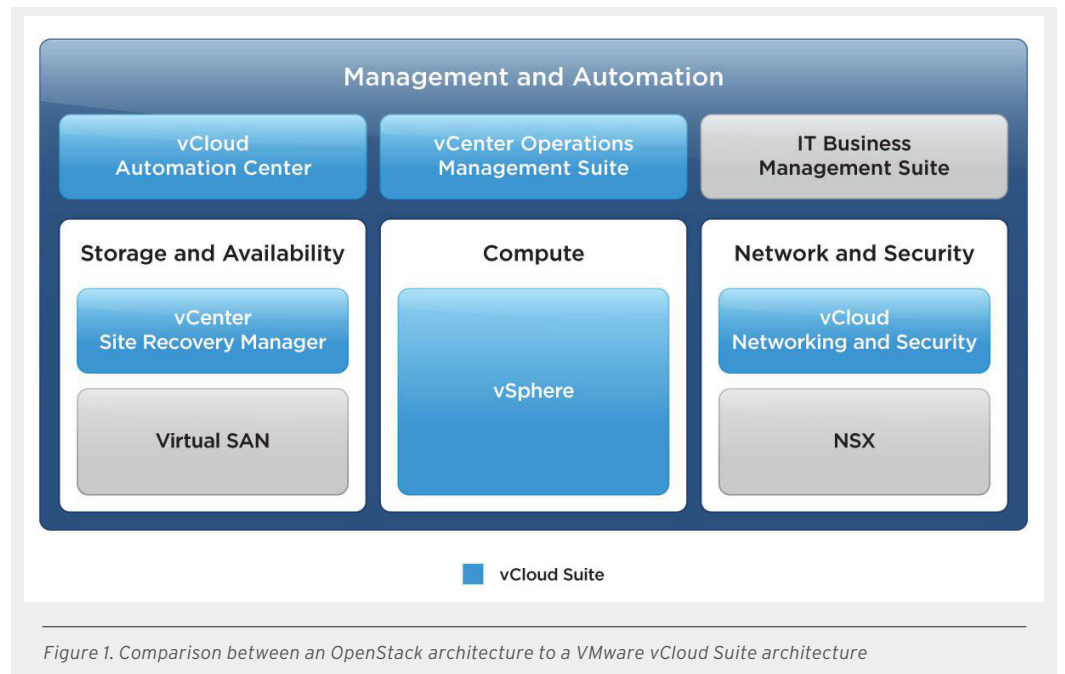 Management and Automation
vCloud
Automation Center
vCenter Operations
Management Suite
IT Business
Management Suite
Storage and Availability
vCenter
Site Recovery Manager
Virtual SAN
Compute
vSphere
Network and Security
vCloud
Networking and Security
NSX
vCloud Suite
Figure 1. Comparison between an OpenStack architecture to a VMware vCloud Suite architecture